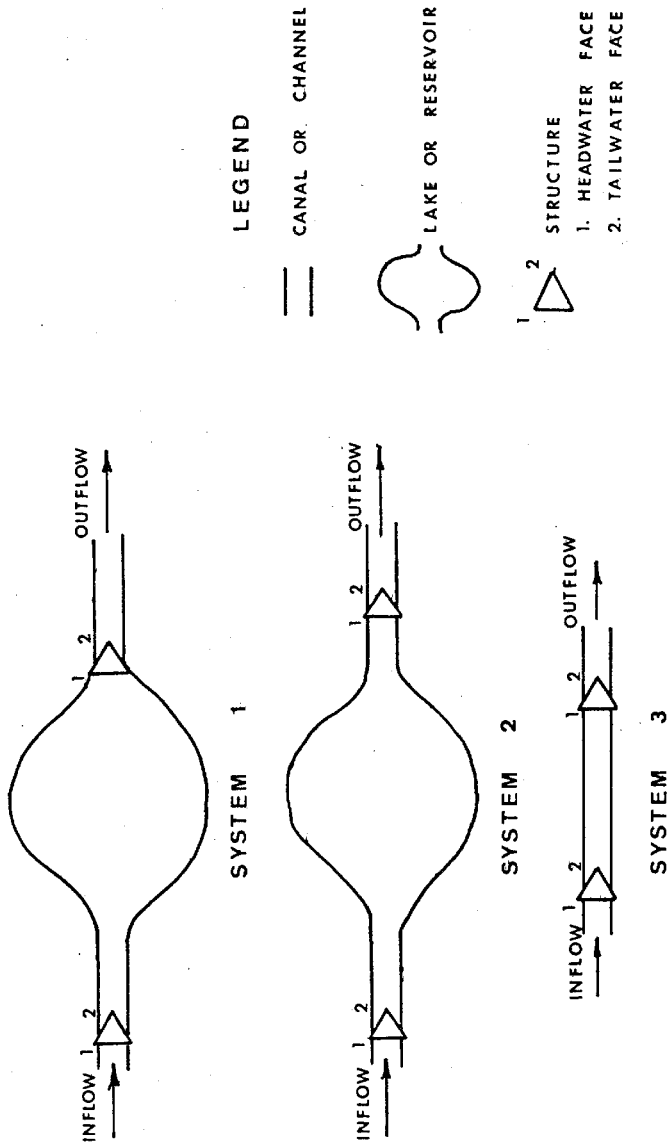 INFLOW
1 2
1 2
OUTFLOW
SYSTEM 1
INFLOW
1 2
1 2
OUTFLOW
SYSTEM 2
INFLOW
1 2
1 2
OUTFLOW
SYSTEM 3
LEGEND
CANAL OR CHANNEL
LAKE OR RESERVOIR
1 2
STRUCTURE
1. HEADWATER FACE
2. TAILWATER FACE